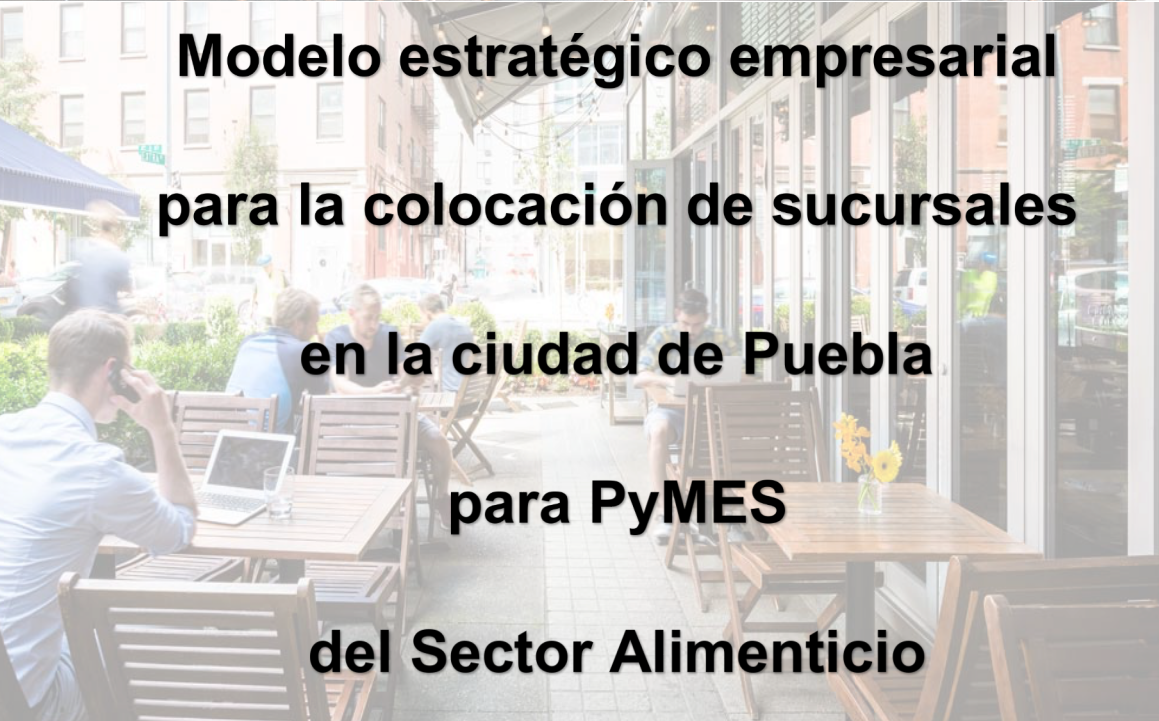 Modelo estratégico empresarial
para la colocación de sucursales
en la ciudad de Puebla
para PyMES
del Sector Alimenticio